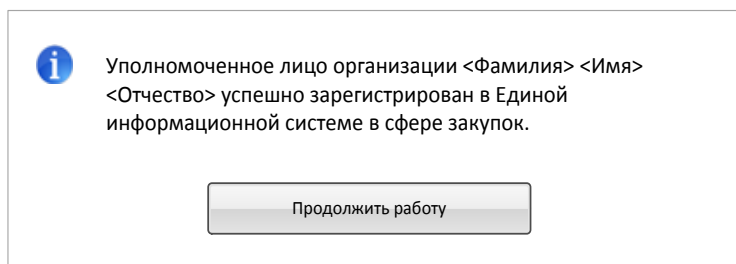 Уполномоченное лицо организации <Фамилия> <Имя>
<Отчество> успешно зарегистрирован в Единой
информационной системе в сфере закупок.
Продолжить работу